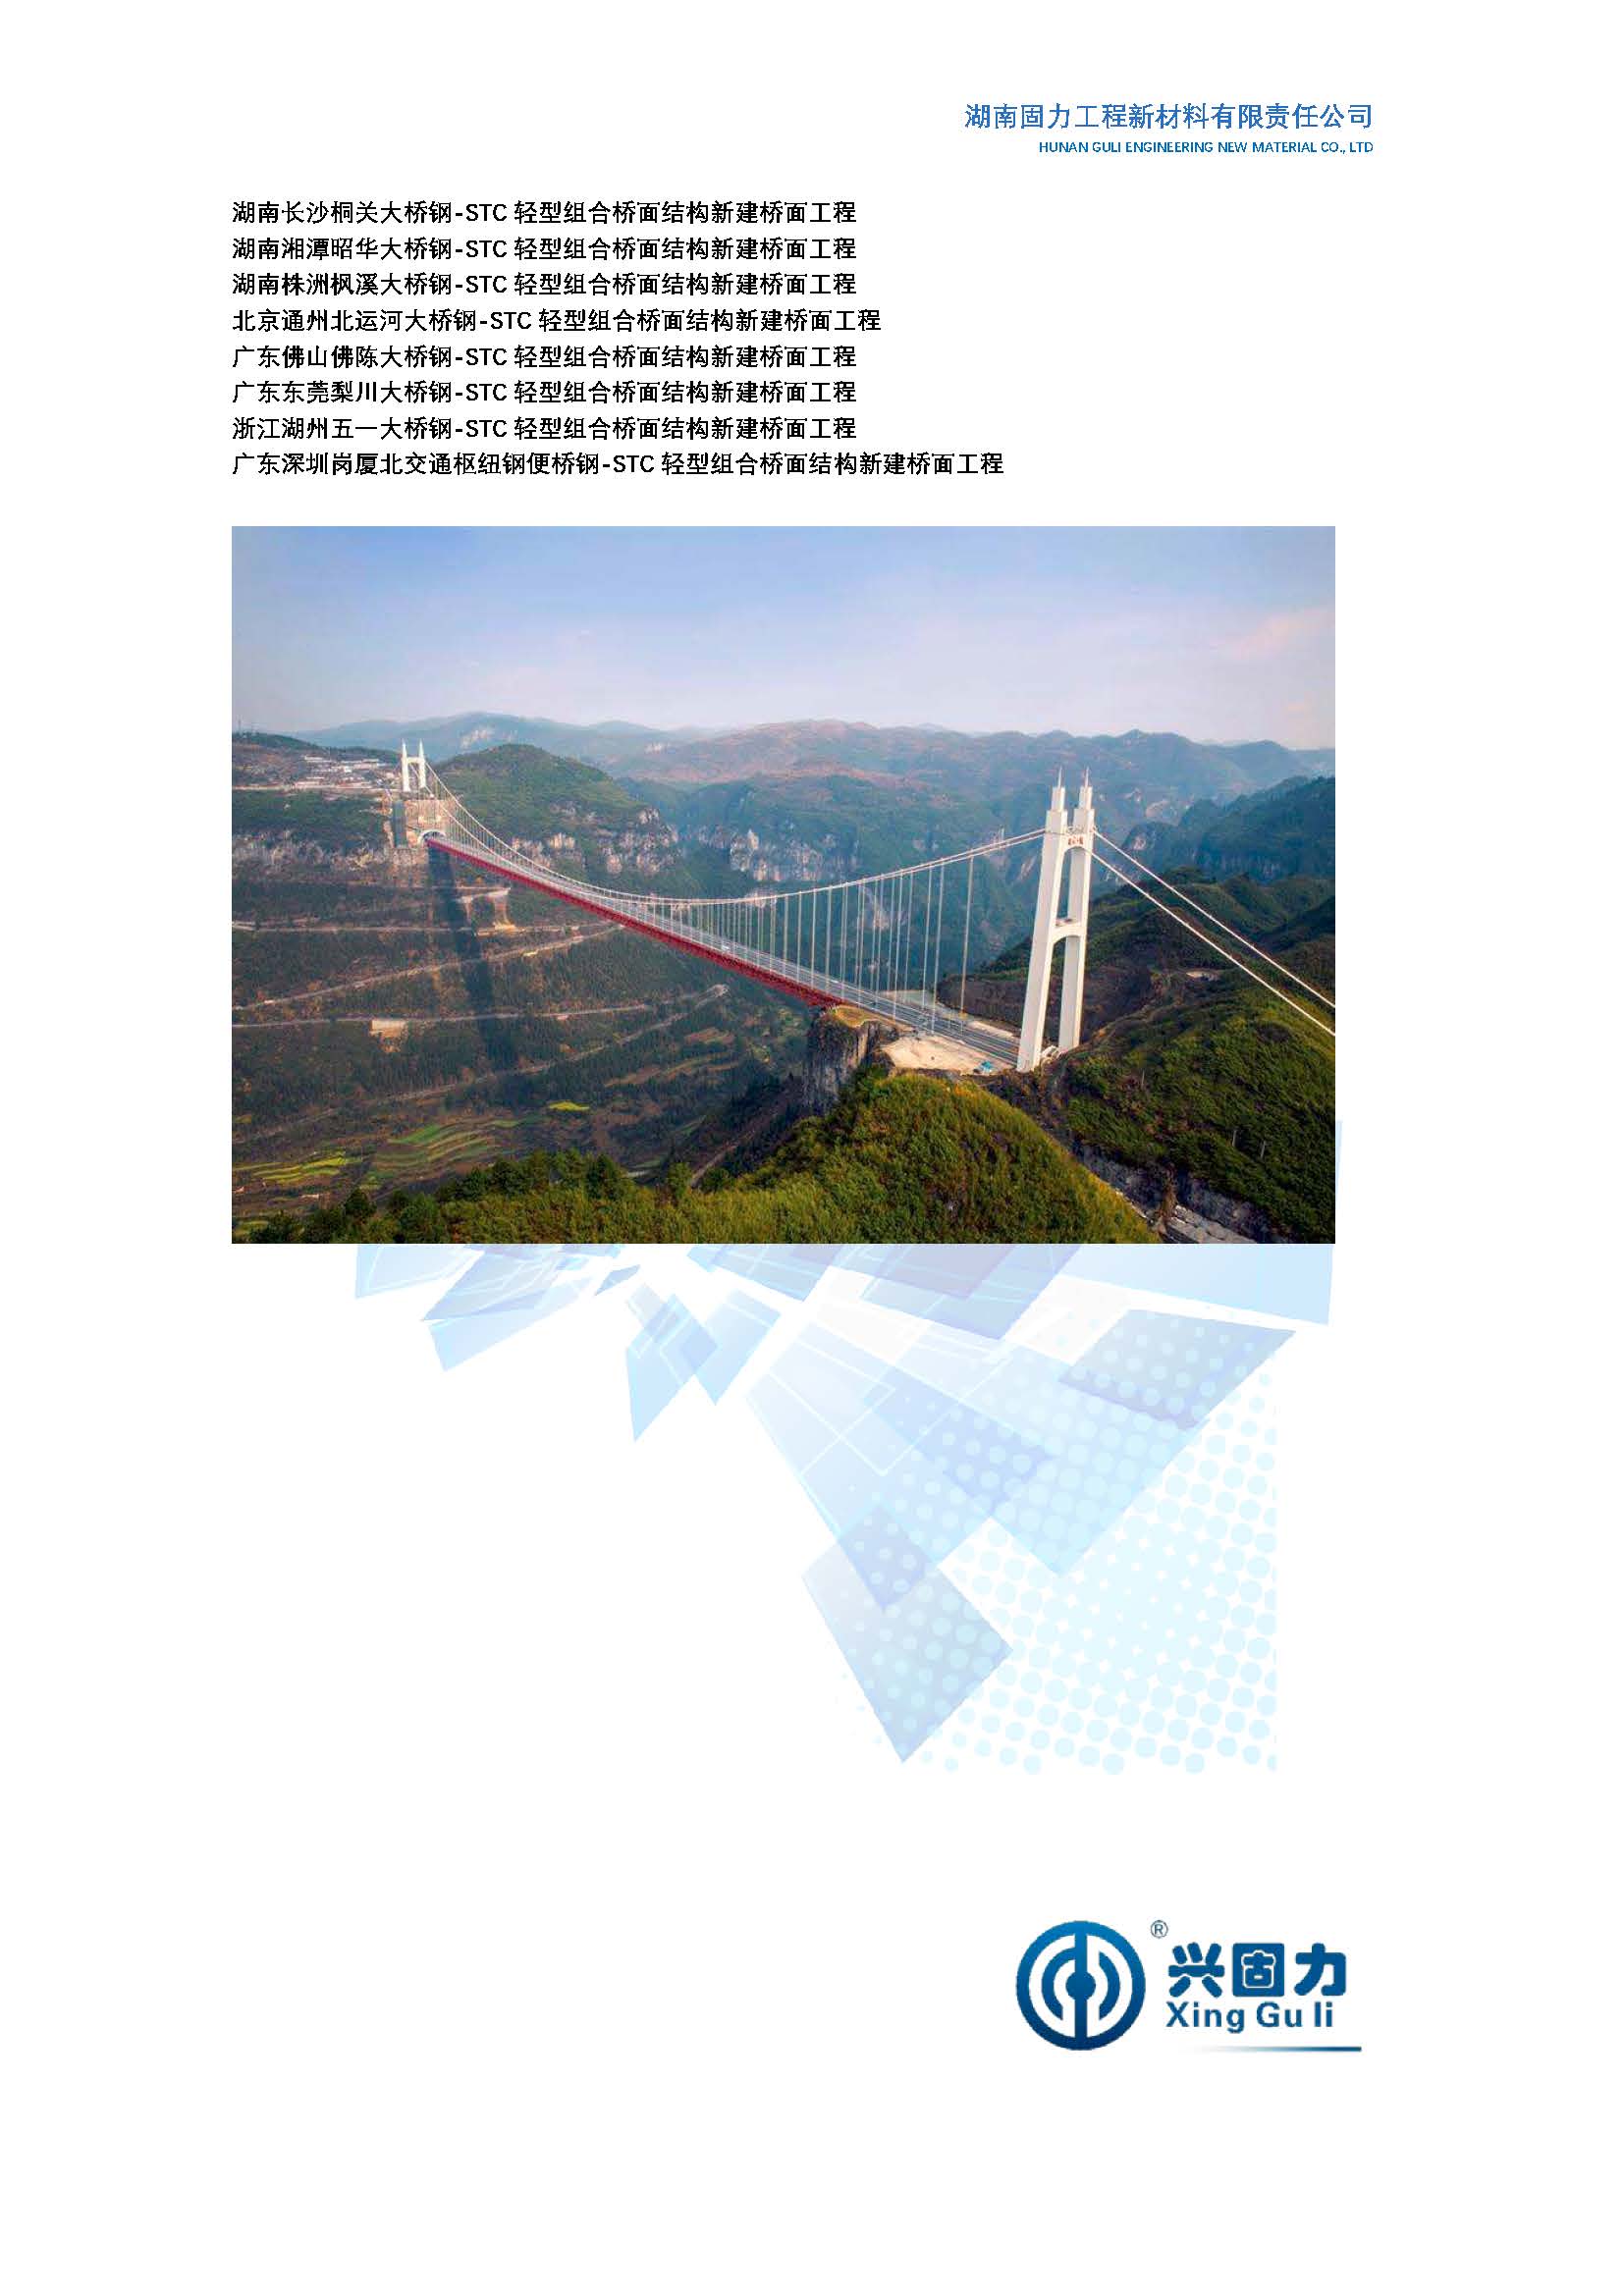 湖南固力工程新材料有限责任公司
HUNAN GULI ENGINEERING NEW MATERIAL CO., LTD
湖南长沙桐关大桥钢-STC 轻型组合桥面结构新建桥面工程
湖南湘潭昭华大桥钢-STC 轻型组合桥面结构新建桥面工程
湖南株洲枫溪大桥钢-STC 轻型组合桥面结构新建桥面工程
北京通州北运河大桥钢-STC 轻型组合桥面结构新建桥面工程
广东佛山佛陈大桥钢-STC 轻型组合桥面结构新建桥面工程
广东东莞梨川大桥钢-STC 轻型组合桥面结构新建桥面工程
浙江湖州五一大桥钢-STC 轻型组合桥面结构新建桥面工程
广东深圳岗厦北交通枢纽钢便桥钢-STC 轻型组合桥面结构新建桥面工程
®
兴固力
Xing Gu li